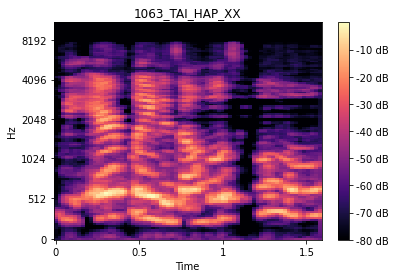 1063_TAI_HAP_XX
Hz
8192
4096
2048
1024
512
0
0
0.5
1.0
1.5
Time
-10 dB
-20 dB
-30 dB
-40 dB
-50 dB
-60 dB
-70 dB
-80 dB